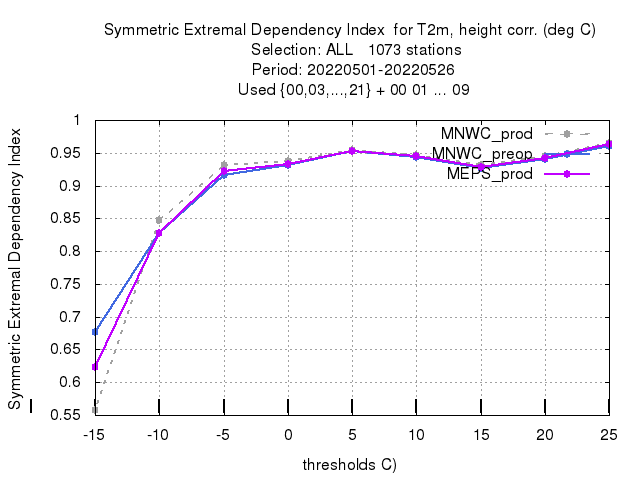 Symmetric Extremal Dependency Index for T2m, height corr. (deg C)
Selection: ALL 1073 stations
Period: 20220501-20220526
Used {00,03,...,21} + 00 01 ... 09
Symmetric Extremal Dependency Index
1
0.95
0.9
0.85
0.8
0.75
0.7
0.65
0.6
0.55
MNWC_prod
MNWC_preop
MEPS_prod
-15 -10 -5 0 5 10 15 20 25
thresholds C)